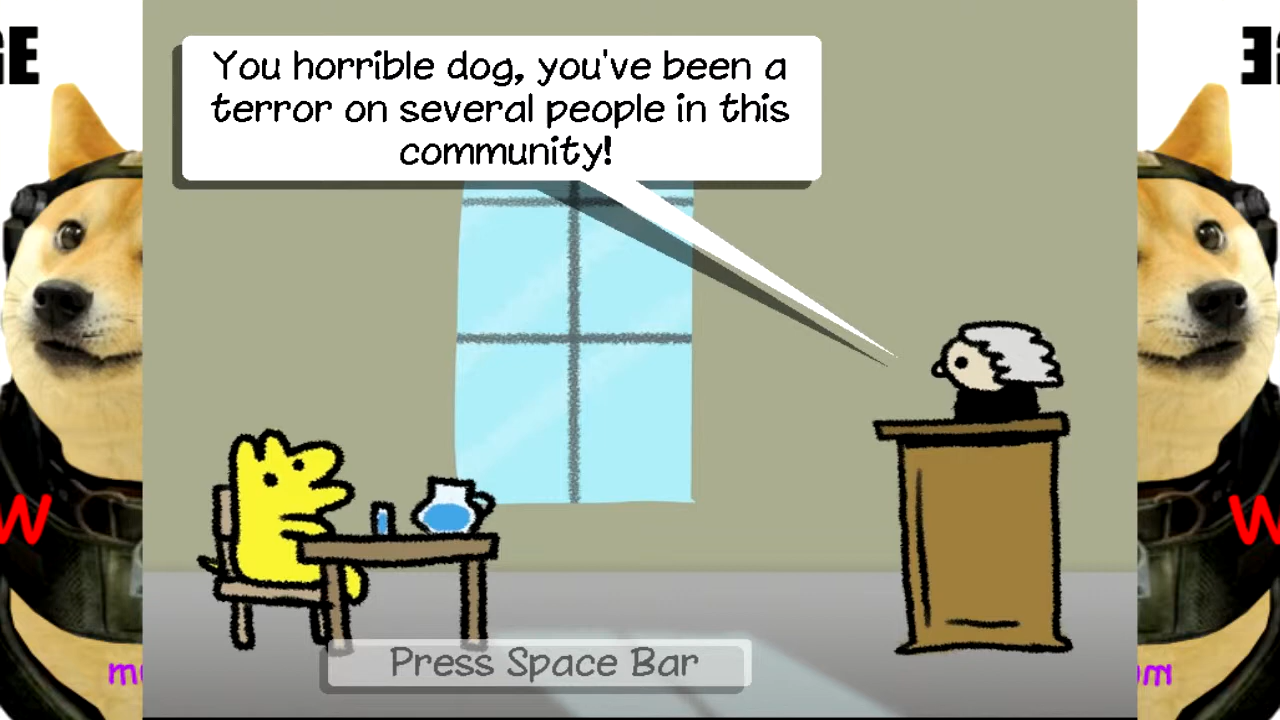 You horrible dog, you've been a
terror on several people in this
community!
Press Space Bar